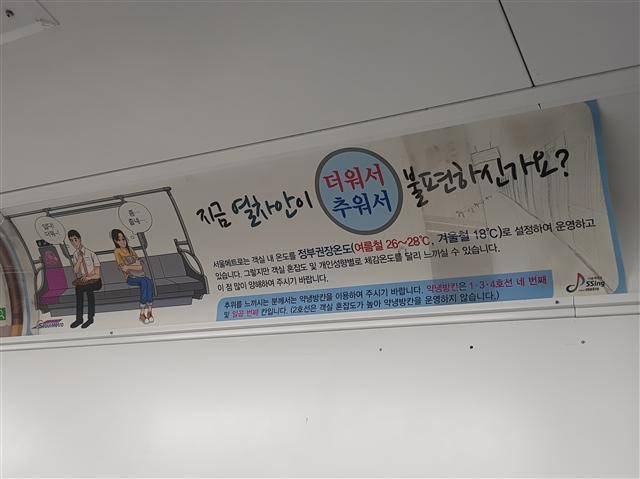 지금 열차안이 더워서 추워서 불편하신가요?
서울메트로는 객실 내 온도를 정부권장온도(여름철 26~28℃, 겨울철 18℃)로 설정하여 운영하고
있습니다. 그렇지만 객실 혼잡도 및 개인성향별로 체감온도를 달리 느끼실 수 있습니다.
이 점 많이 양해하여 주시기 바랍니다.
추위를 느끼시는 분께서는 약냉방칸을 이용하여 주시기 바랍니다. 약냉방칸은 1·3·4호선 네 번째
및 일곱 번째 칸입니다. (2호선은 객실 혼잡도가 높아 약냉방칸을 운영하지 않습니다.)
SeoulMetro
SSing